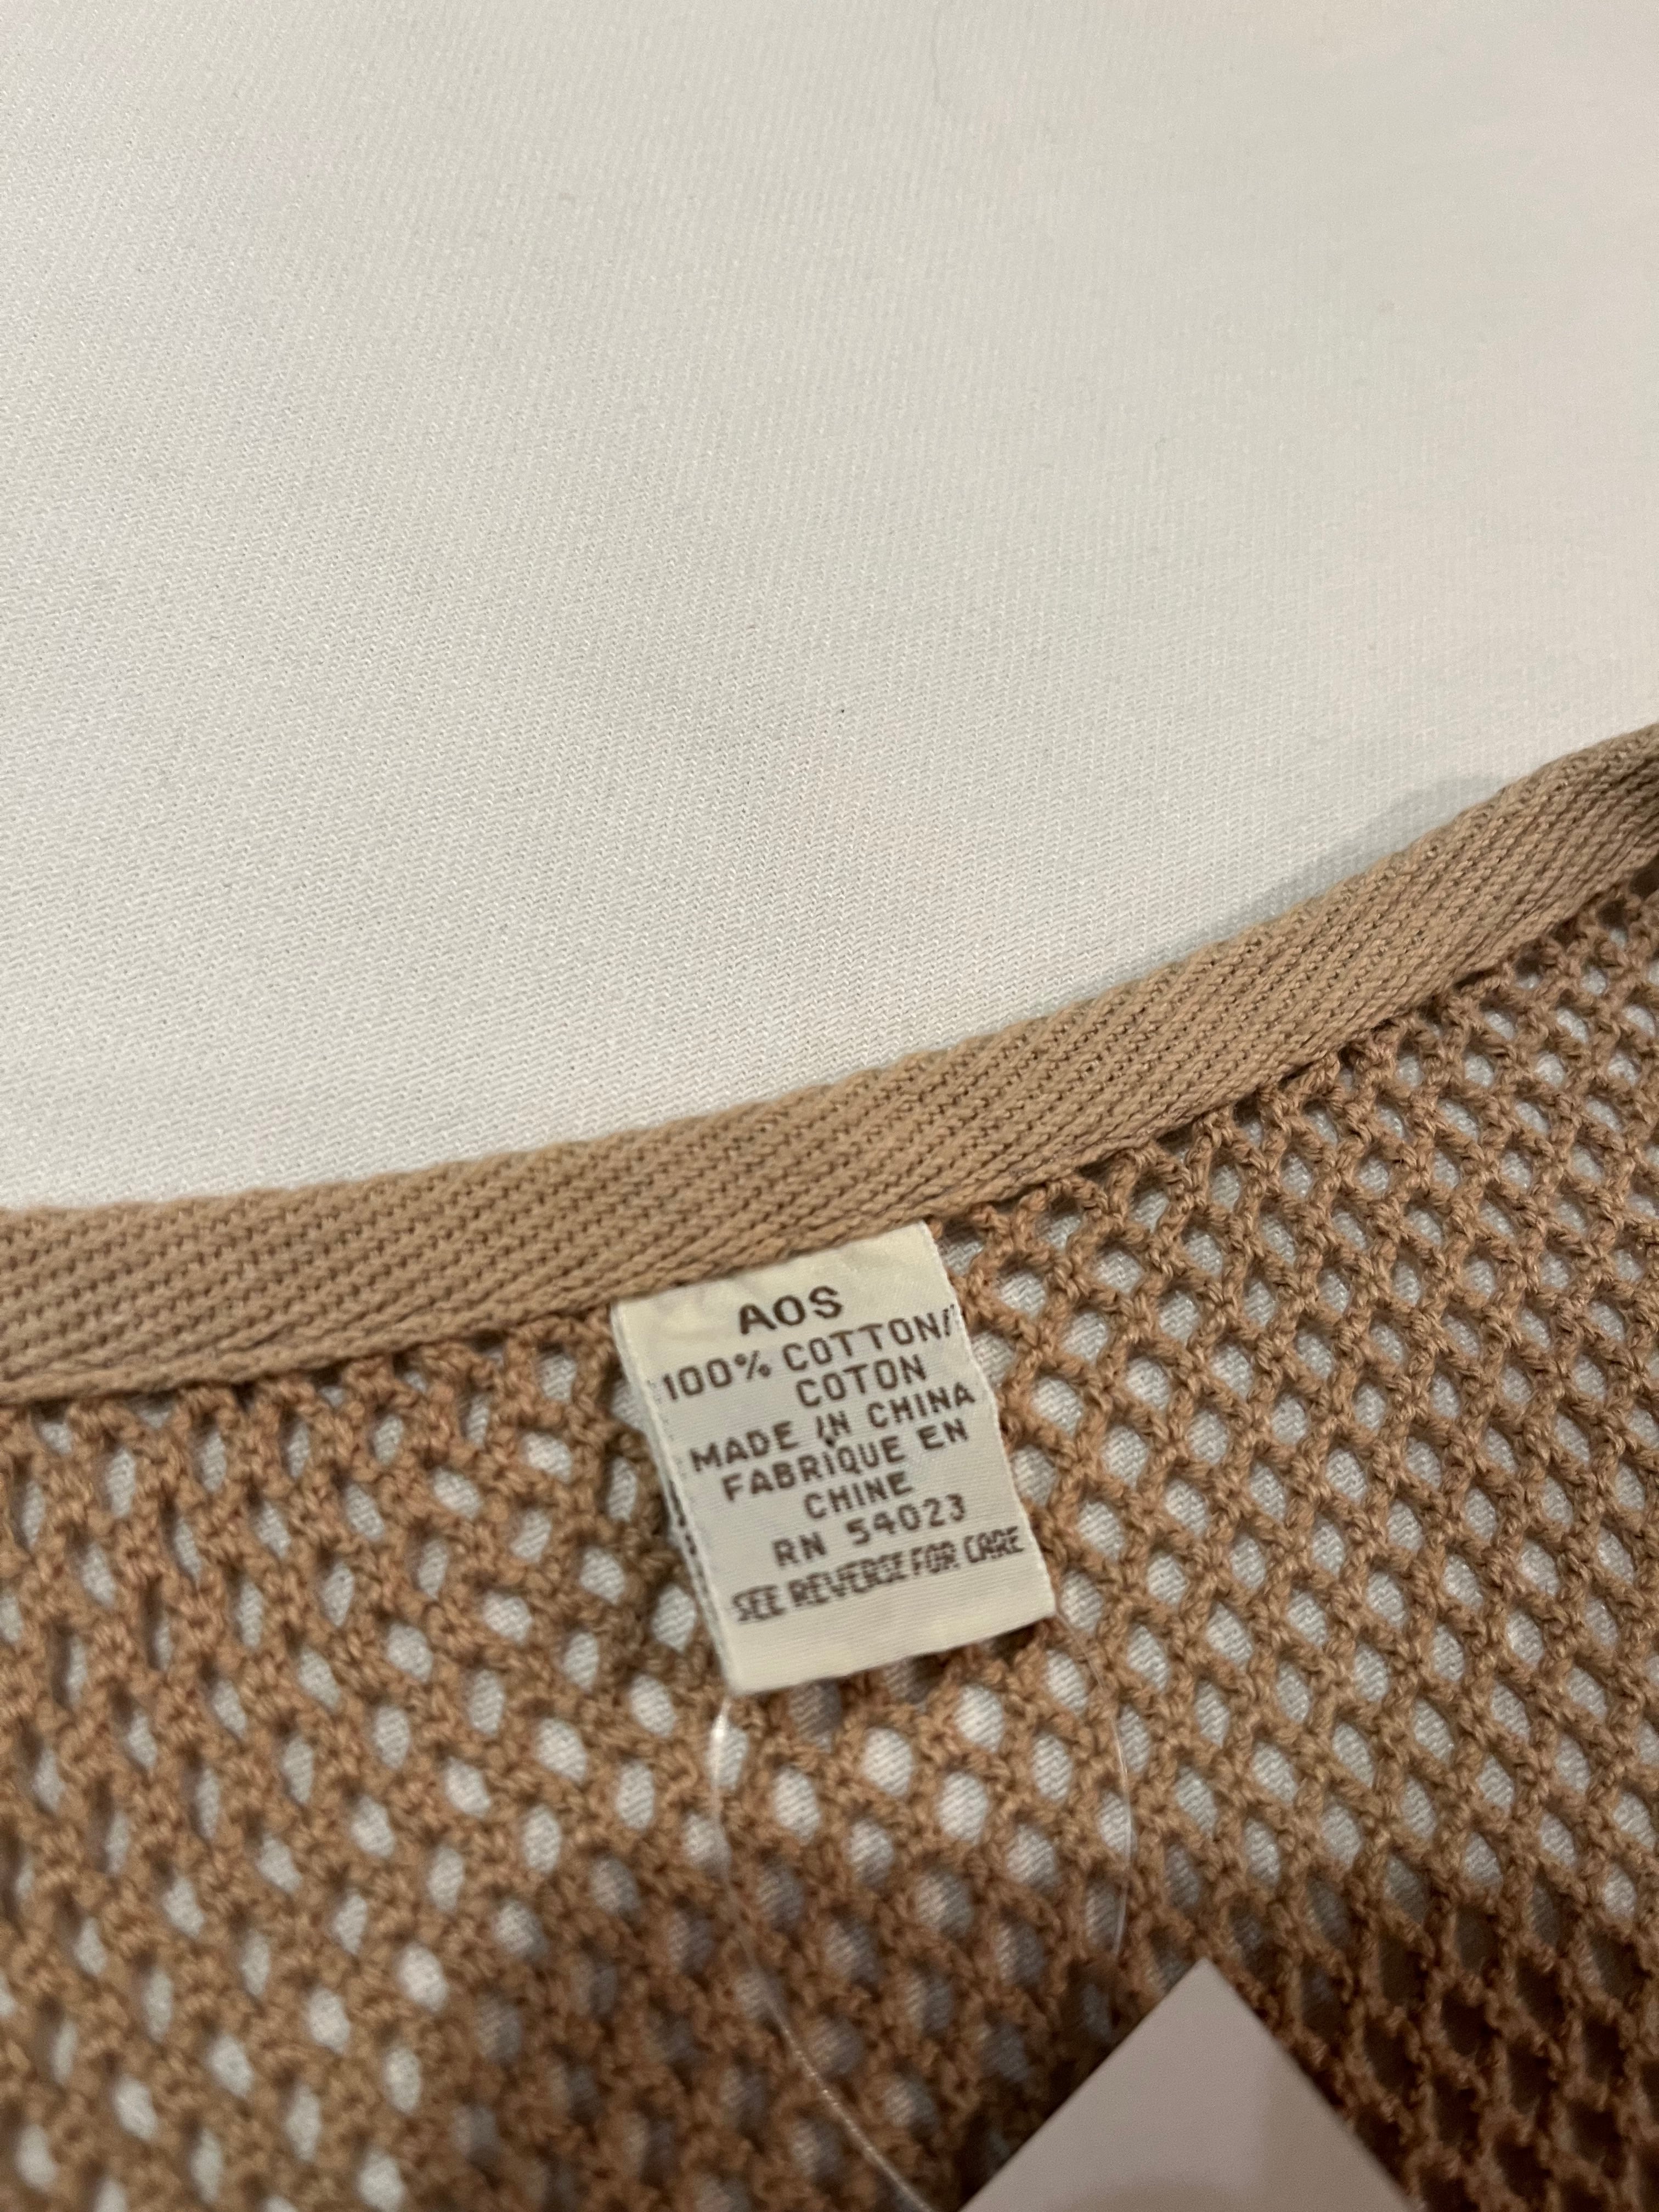 AOS
100% COTTON/
COTON
MADE IN CHINA
FABRIQUE EN
CHINE
RN 54023
SEE REVERSE FOR CARE